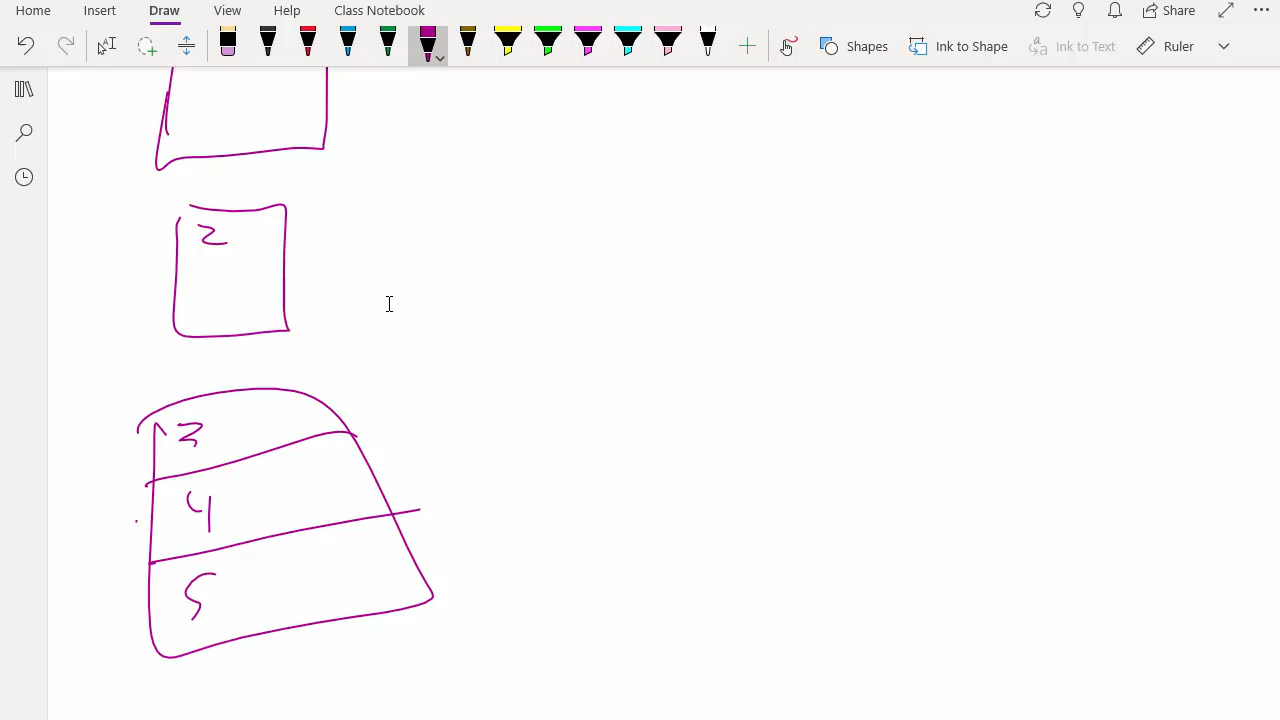 Home Insert Draw View Help Class Notebook Share
Shapes Ink to Shape Ink to Text Ruler
2
3
4
5